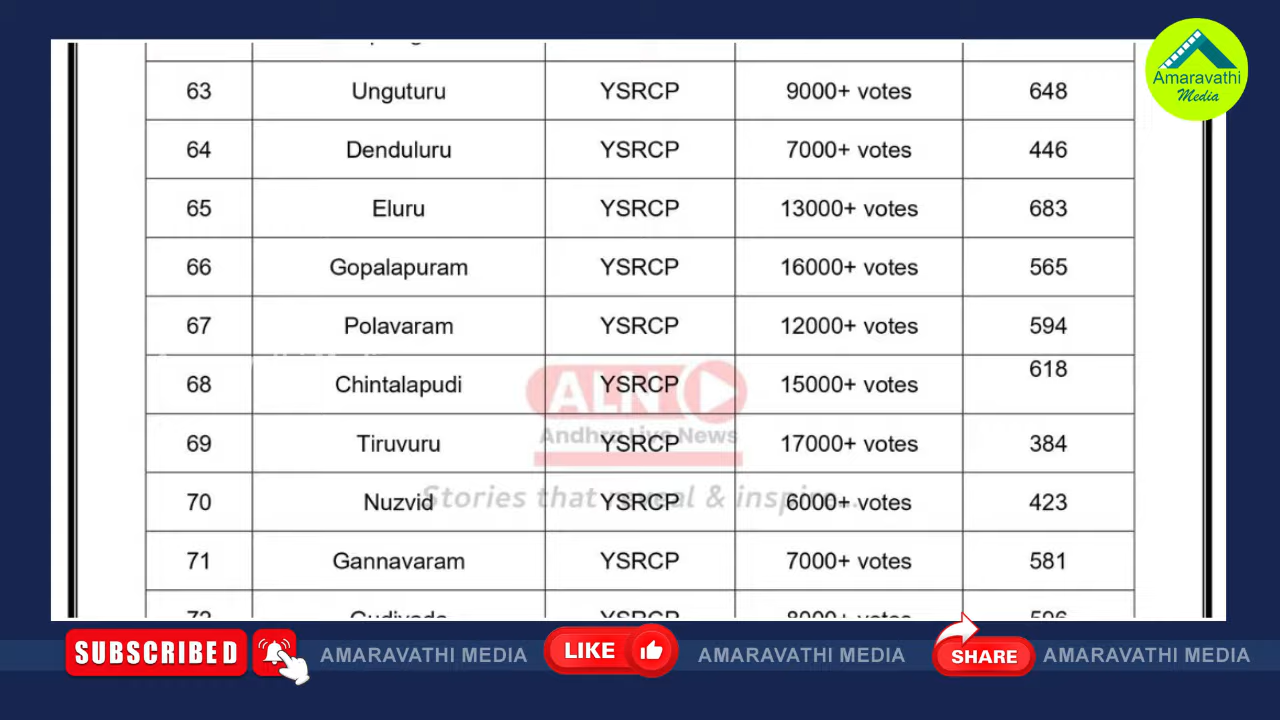 Amaravathi
Media
63 Unguturu YSRCP 9000+ votes 648
64 Denduluru YSRCP 7000+ votes 446
65 Eluru YSRCP 13000+ votes 683
66 Gopalapuram YSRCP 16000+ votes 565
67 Polavaram YSRCP 12000+ votes 594
68 Chintalapudi YSRCP 15000+ votes 618
ALN
Andhra Live News
69 Tiruvuru YSRCP 17000+ votes 384
Stories that reveal & inspire...
70 Nuzvid YSRCP 6000+ votes 423
71 Gannavaram YSRCP 7000+ votes 581
SUBSCRIBED AMARAVATHI MEDIA LIKE AMARAVATHI MEDIA SHARE AMARAVATHI MEDIA